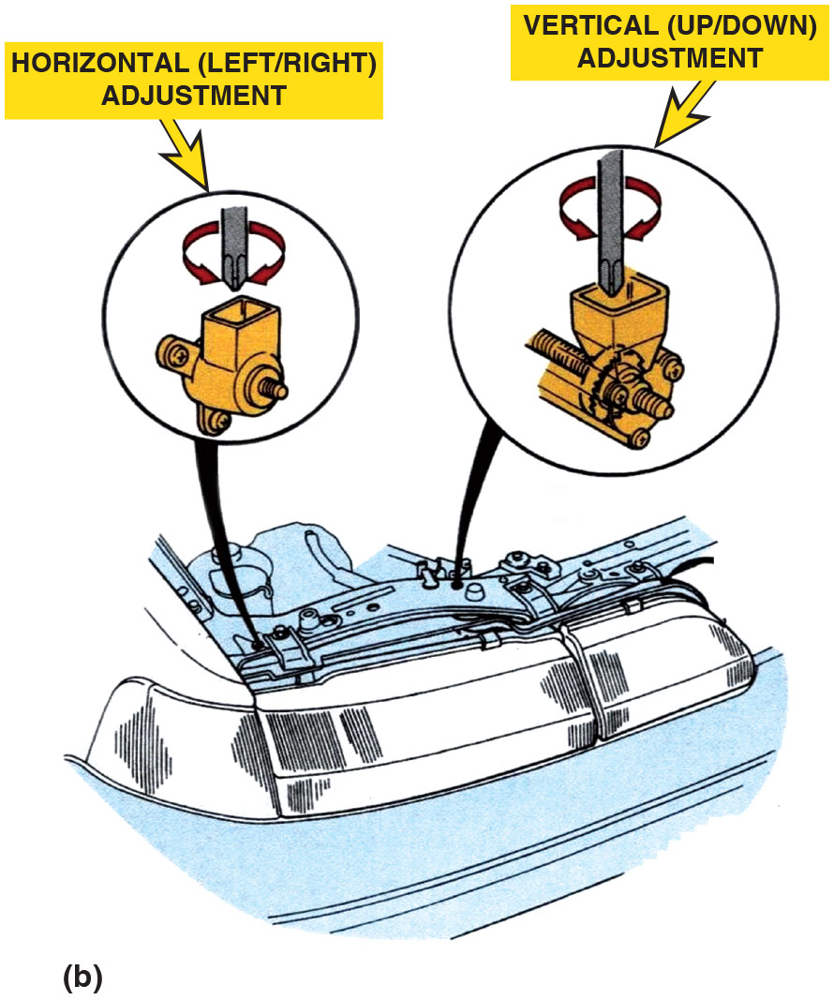 HORIZONTAL (LEFT/RIGHT)
ADJUSTMENT
VERTICAL (UP/DOWN)
ADJUSTMENT
(b)